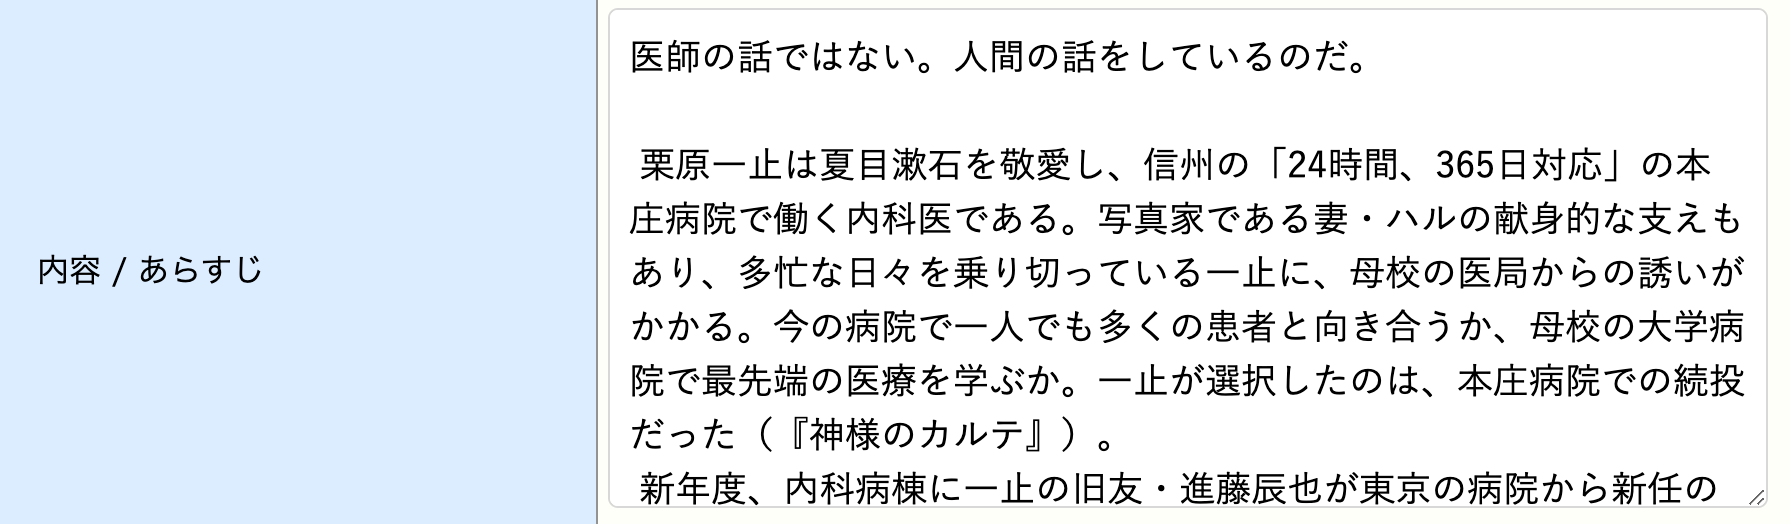 内容 / あらすじ
医師の話ではない。人間の話をしているのだ。
栗原一止は夏目漱石を敬愛し、信州の「24時間、365日対応」の本
庄病院で働く内科医である。写真家である妻・ハルの献身的な支えも
あり、多忙な日々を乗り切っている一止に、母校の医局からの誘いが
かかる。今の病院で一人でも多くの患者と向き合うか、母校の大学病
院で最先端の医療を学ぶか。一止が選択したのは、本庄病院での続投
だった（『神様のカルテ』）。
新年度、内科病棟に一止の旧友・進藤辰也が東京の病院から新任の